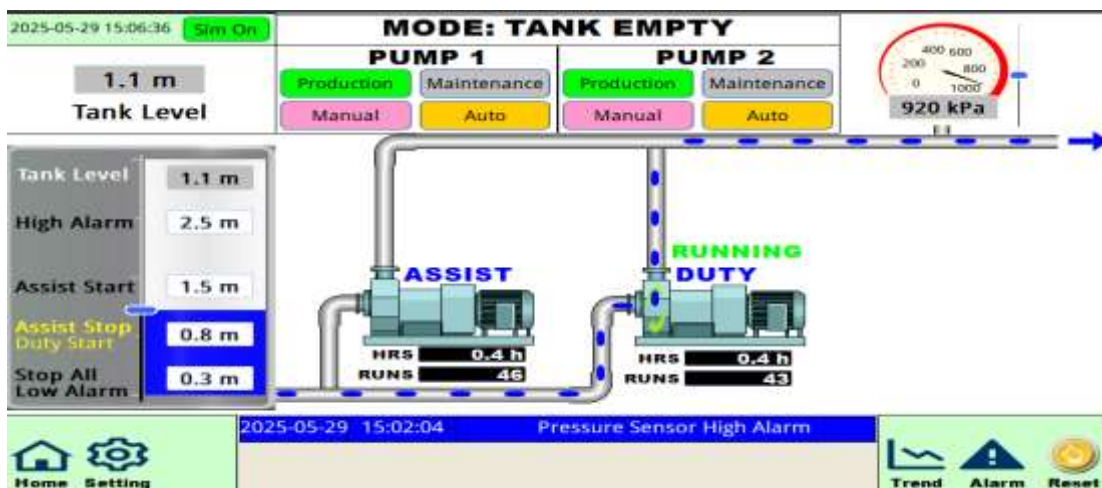 2025-05-29 15:06:36 Sim On
MODE: TANK EMPTY
PUMP 1
PUMP 2
Production Maintenance
Manual Auto
Production Maintenance
Manual Auto
1.1 m
Tank Level
0 200 400 600 800 1000
920 kPa
Tank Level 1.1 m
High Alarm 2.5 m
Assist Start 1.5 m
Assist Stop
Duty Start
0.8 m
Stop All
Low Alarm
0.3 m
ASSIST
HRS 0.4 h
RUNS 46
RUNNING
DUTY
HRS 0.4 h
RUNS 43
2025-05-29 15:02:04 Pressure Sensor High Alarm
Home Setting
Trend Alarm Reset